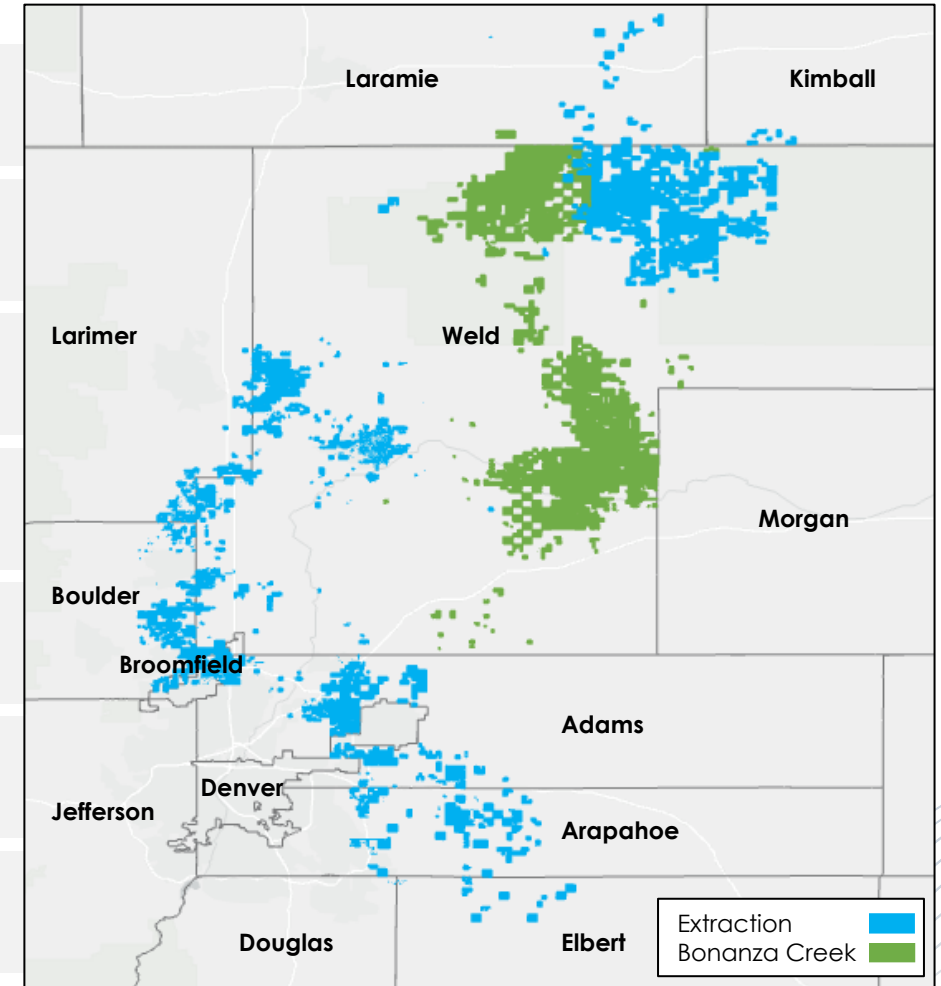 Laramie
Kimball
Larimer
Weld
Morgan
Boulder
Broomfield
Adams
Denver
Jefferson
Arapahoe
Douglas
Elbert
Extraction
Bonanza Creek